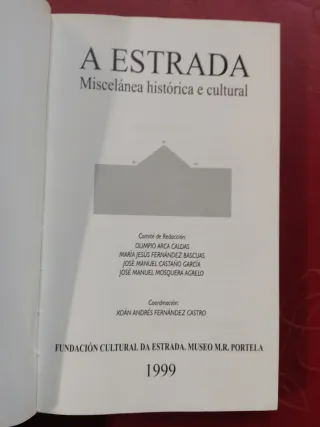 A ESTRADA
Miscelánea histórica e cultural
Comité de Redacción:
OLIMPIO ARCA CALDAS
MARÍA JESÚS FERNÁNDEZ BASCUAS
JOSÉ MANUEL CASTAÑO GARCÍA
JOSÉ MANUEL MOSQUERA AGRELO
Coordinación:
XOÁN ANDRÉS FERNÁNDEZ CASTRO
FUNDACIÓN CULTURAL DA ESTRADA. MUSEO M.R. PORTELA
1999